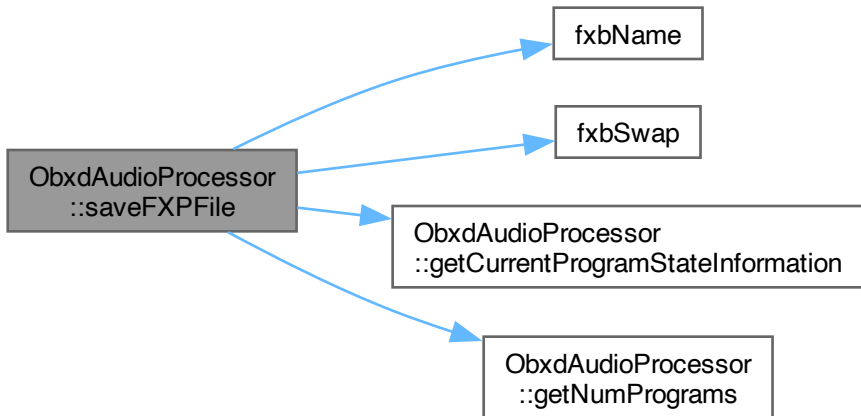 fxbName
fxbSwap
ObxdAudioProcessor
::saveFXPFile
ObxdAudioProcessor
::getCurrentProgramStateInformation
ObxdAudioProcessor
::getNumPrograms